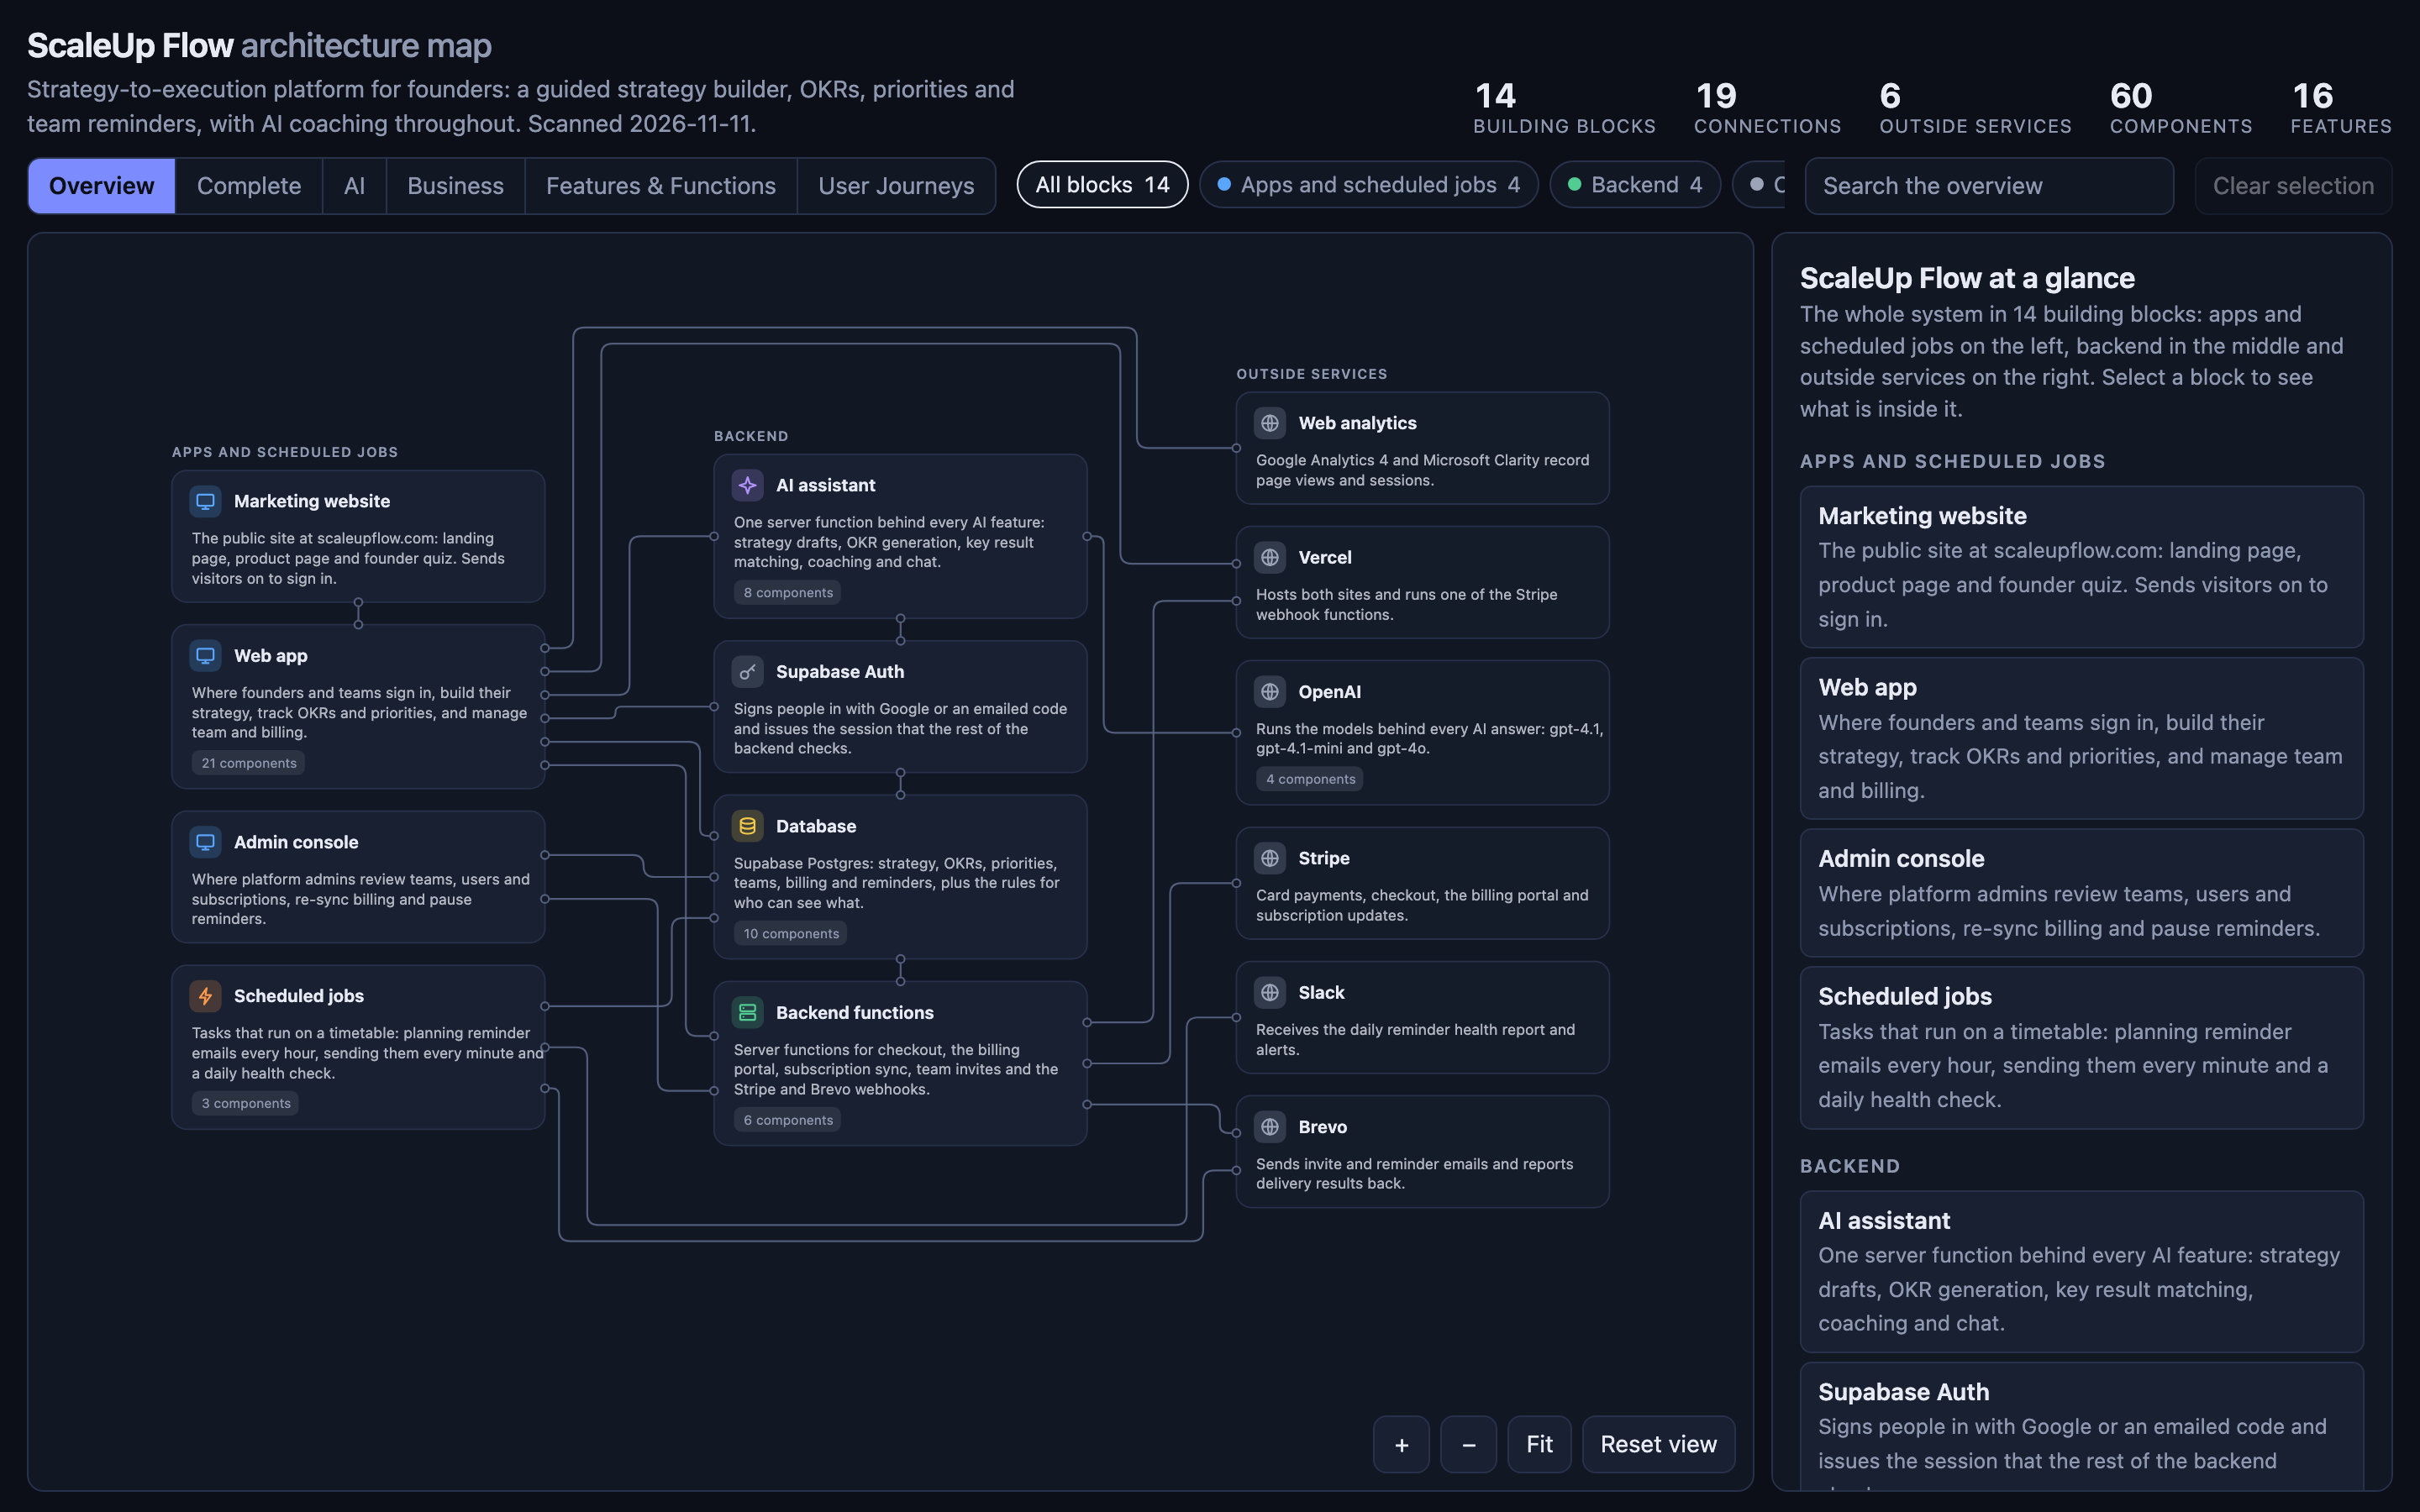 ScaleUp Flow architecture map
Strategy-to-execution platform for founders: a guided strategy builder, OKRs, priorities and
team reminders, with AI coaching throughout. Scanned 2026-11-11.
14
BUILDING BLOCKS
19
CONNECTIONS
6
OUTSIDE SERVICES
60
COMPONENTS
16
FEATURES
Overview
Complete
AI
Business
Features & Functions
User Journeys
All blocks 14
Apps and scheduled jobs 4
Backend 4
Search the overview
Clear selection
APPS AND SCHEDULED JOBS
Marketing website
The public site at scaleupflow.com: landing
page, product page and founder quiz. Sends
visitors on to sign in.
Web app
Where founders and teams sign in, build their
strategy, track OKRs and priorities, and manage
team and billing.
21 components
Admin console
Where platform admins review teams, users and
subscriptions, re-sync billing and pause
reminders.
Scheduled jobs
Tasks that run on a timetable: planning reminder
emails every hour, sending them every minute and
a daily health check.
3 components
BACKEND
AI assistant
One server function behind every AI feature:
strategy drafts, OKR generation, key result
matching, coaching and chat.
8 components
Supabase Auth
Signs people in with Google or an emailed code
and issues the session that the rest of the
backend checks.
Database
Supabase Postgres: strategy, OKRs, priorities,
teams, billing and reminders, plus the rules for
who can see what.
10 components
Backend functions
Server functions for checkout, the billing
portal, subscription sync, team invites and the
Stripe and Brevo webhooks.
6 components
OUTSIDE SERVICES
Web analytics
Google Analytics 4 and Microsoft Clarity record
page views and sessions.
Vercel
Hosts both sites and runs one of the Stripe
webhook functions.
OpenAI
Runs the models behind every AI answer: gpt-4.1,
gpt-4.1-mini and gpt-4o.
4 components
Stripe
Card payments, checkout, the billing portal and
subscription updates.
Slack
Receives the daily reminder health report and
alerts.
Brevo
Sends invite and reminder emails and reports
delivery results back.
+
−
Fit
Reset view
ScaleUp Flow at a glance
The whole system in 14 building blocks: apps and
scheduled jobs on the left, backend in the middle and
outside services on the right. Select a block to see
what is inside it.
APPS AND SCHEDULED JOBS
Marketing website
The public site at scaleupflow.com: landing page,
product page and founder quiz. Sends visitors on to
sign in.
Web app
Where founders and teams sign in, build their
strategy, track OKRs and priorities, and manage team
and billing.
Admin console
Where platform admins review teams, users and
subscriptions, re-sync billing and pause reminders.
Scheduled jobs
Tasks that run on a timetable: planning reminder
emails every hour, sending them every minute and a
daily health check.
BACKEND
AI assistant
One server function behind every AI feature: strategy
drafts, OKR generation, key result matching,
coaching and chat.
Supabase Auth
Signs people in with Google or an emailed code and
issues the session that the rest of the backend